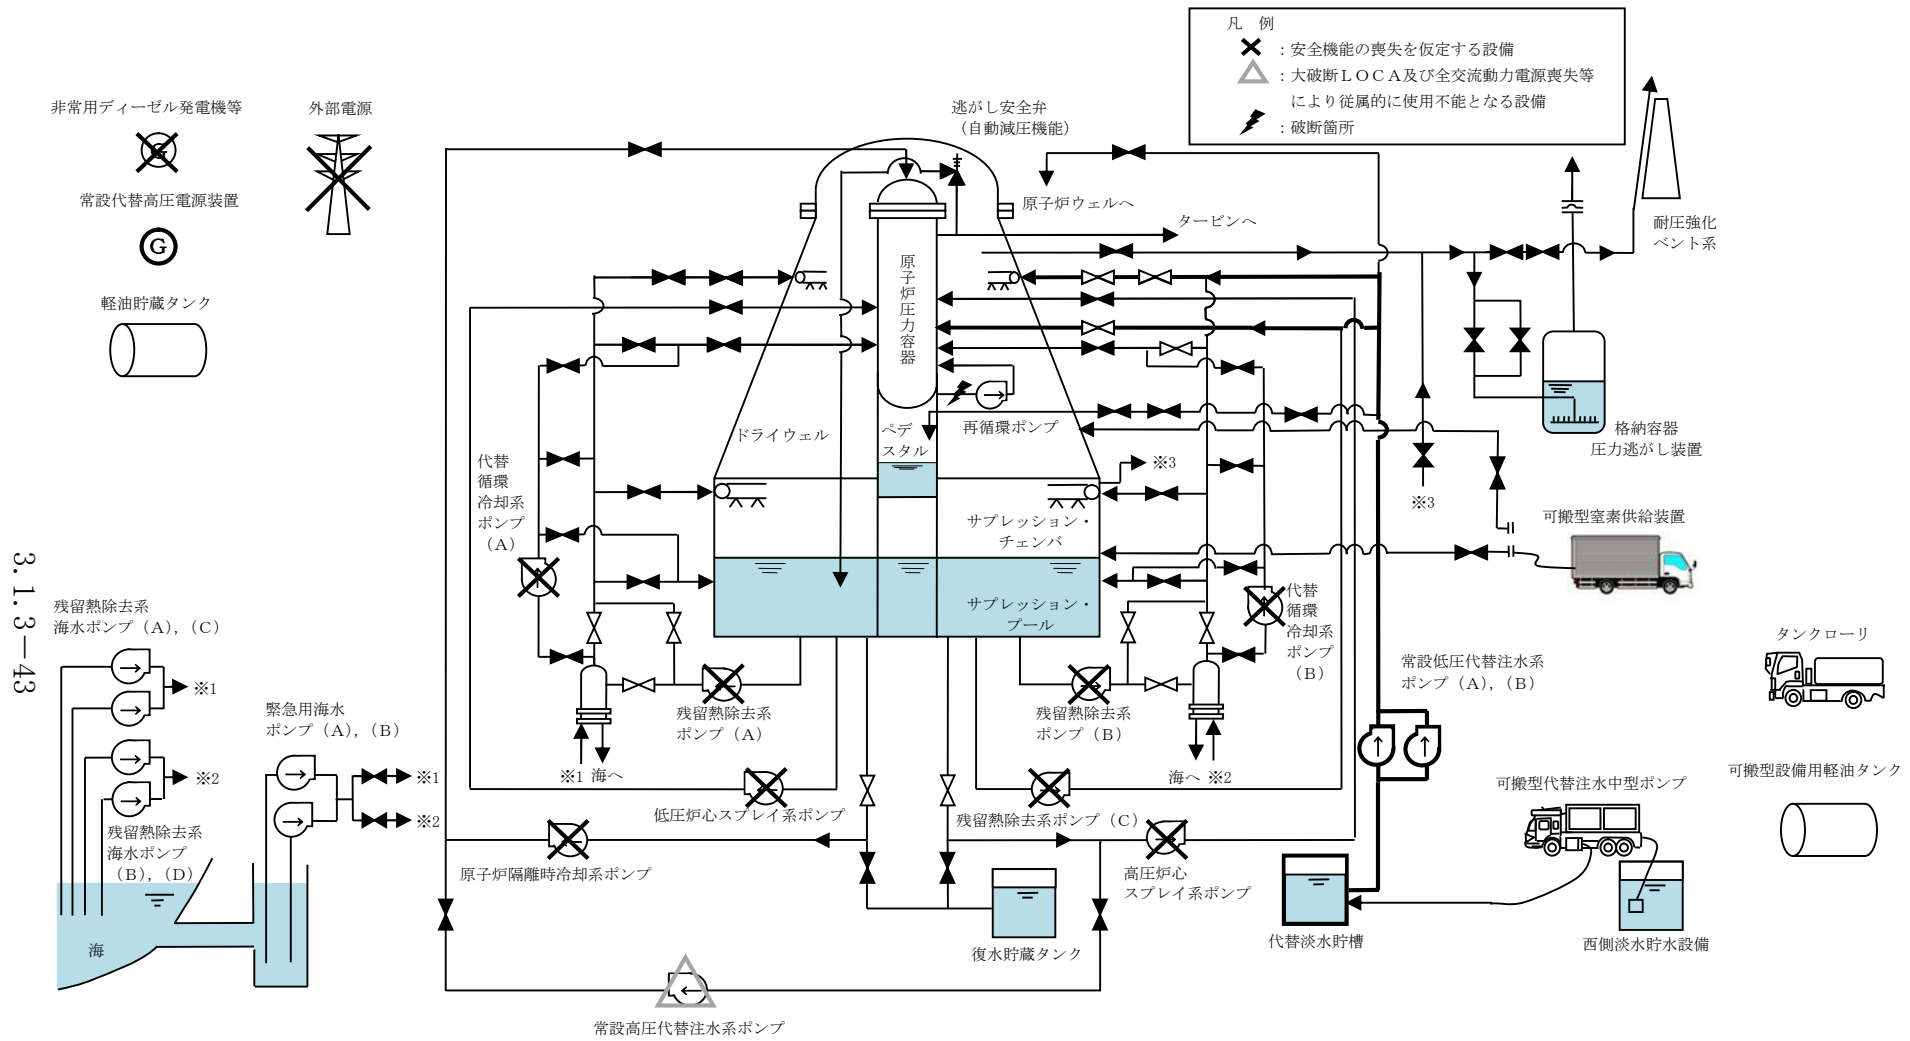 凡　例
：安全機能の喪失を仮定する設備
：大破断ＬＯＣＡ及び全交流動力電源喪失等
により従属的に使用不能となる設備
：破断箇所
非常用ディーゼル発電機等
G
外部電源
常設代替高圧電源装置
G
軽油貯蔵タンク
逃がし安全弁
（自動減圧機能）
原子炉ウェルへ
タービンへ
耐圧強化
ベント系
原子炉圧力容器
格納容器
圧力逃がし装置
ドライウェル
ペデ
スタル
再循環ポンプ
※3
※3
代替
循環
冷却系
ポンプ
（A）
サプレッション・
チェンバ
可搬型窒素供給装置
サプレッション・
プール
代替
循環
冷却系
ポンプ
（B）
残留熱除去系
海水ポンプ（A），（C）
※1
※2
残留熱除去系
海水ポンプ
（B），（D）
緊急用海水
ポンプ（A），（B）
※1
※2
海
残留熱除去系
ポンプ（A）
※1 海へ
残留熱除去系
ポンプ（B）
海へ ※2
常設低圧代替注水系
ポンプ（A），（B）
タンクローリ
可搬型代替注水中型ポンプ
可搬型設備用軽油タンク
低圧炉心スプレイ系ポンプ
残留熱除去系ポンプ（C）
原子炉隔離時冷却系ポンプ
高圧炉心
スプレイ系ポンプ
復水貯蔵タンク
代替淡水貯槽
西側淡水貯水設備
常設高圧代替注水系ポンプ
3.1.3－43